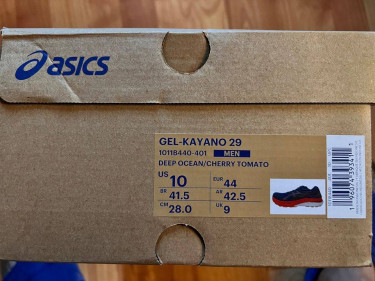 asics
GEL-KAYANO 29
1011B440-401 MEN
DEEP OCEAN/CHERRY TOMATO
US 10 EUR 44
BR 41.5 AR 42.5
CM 28.0 UK 9